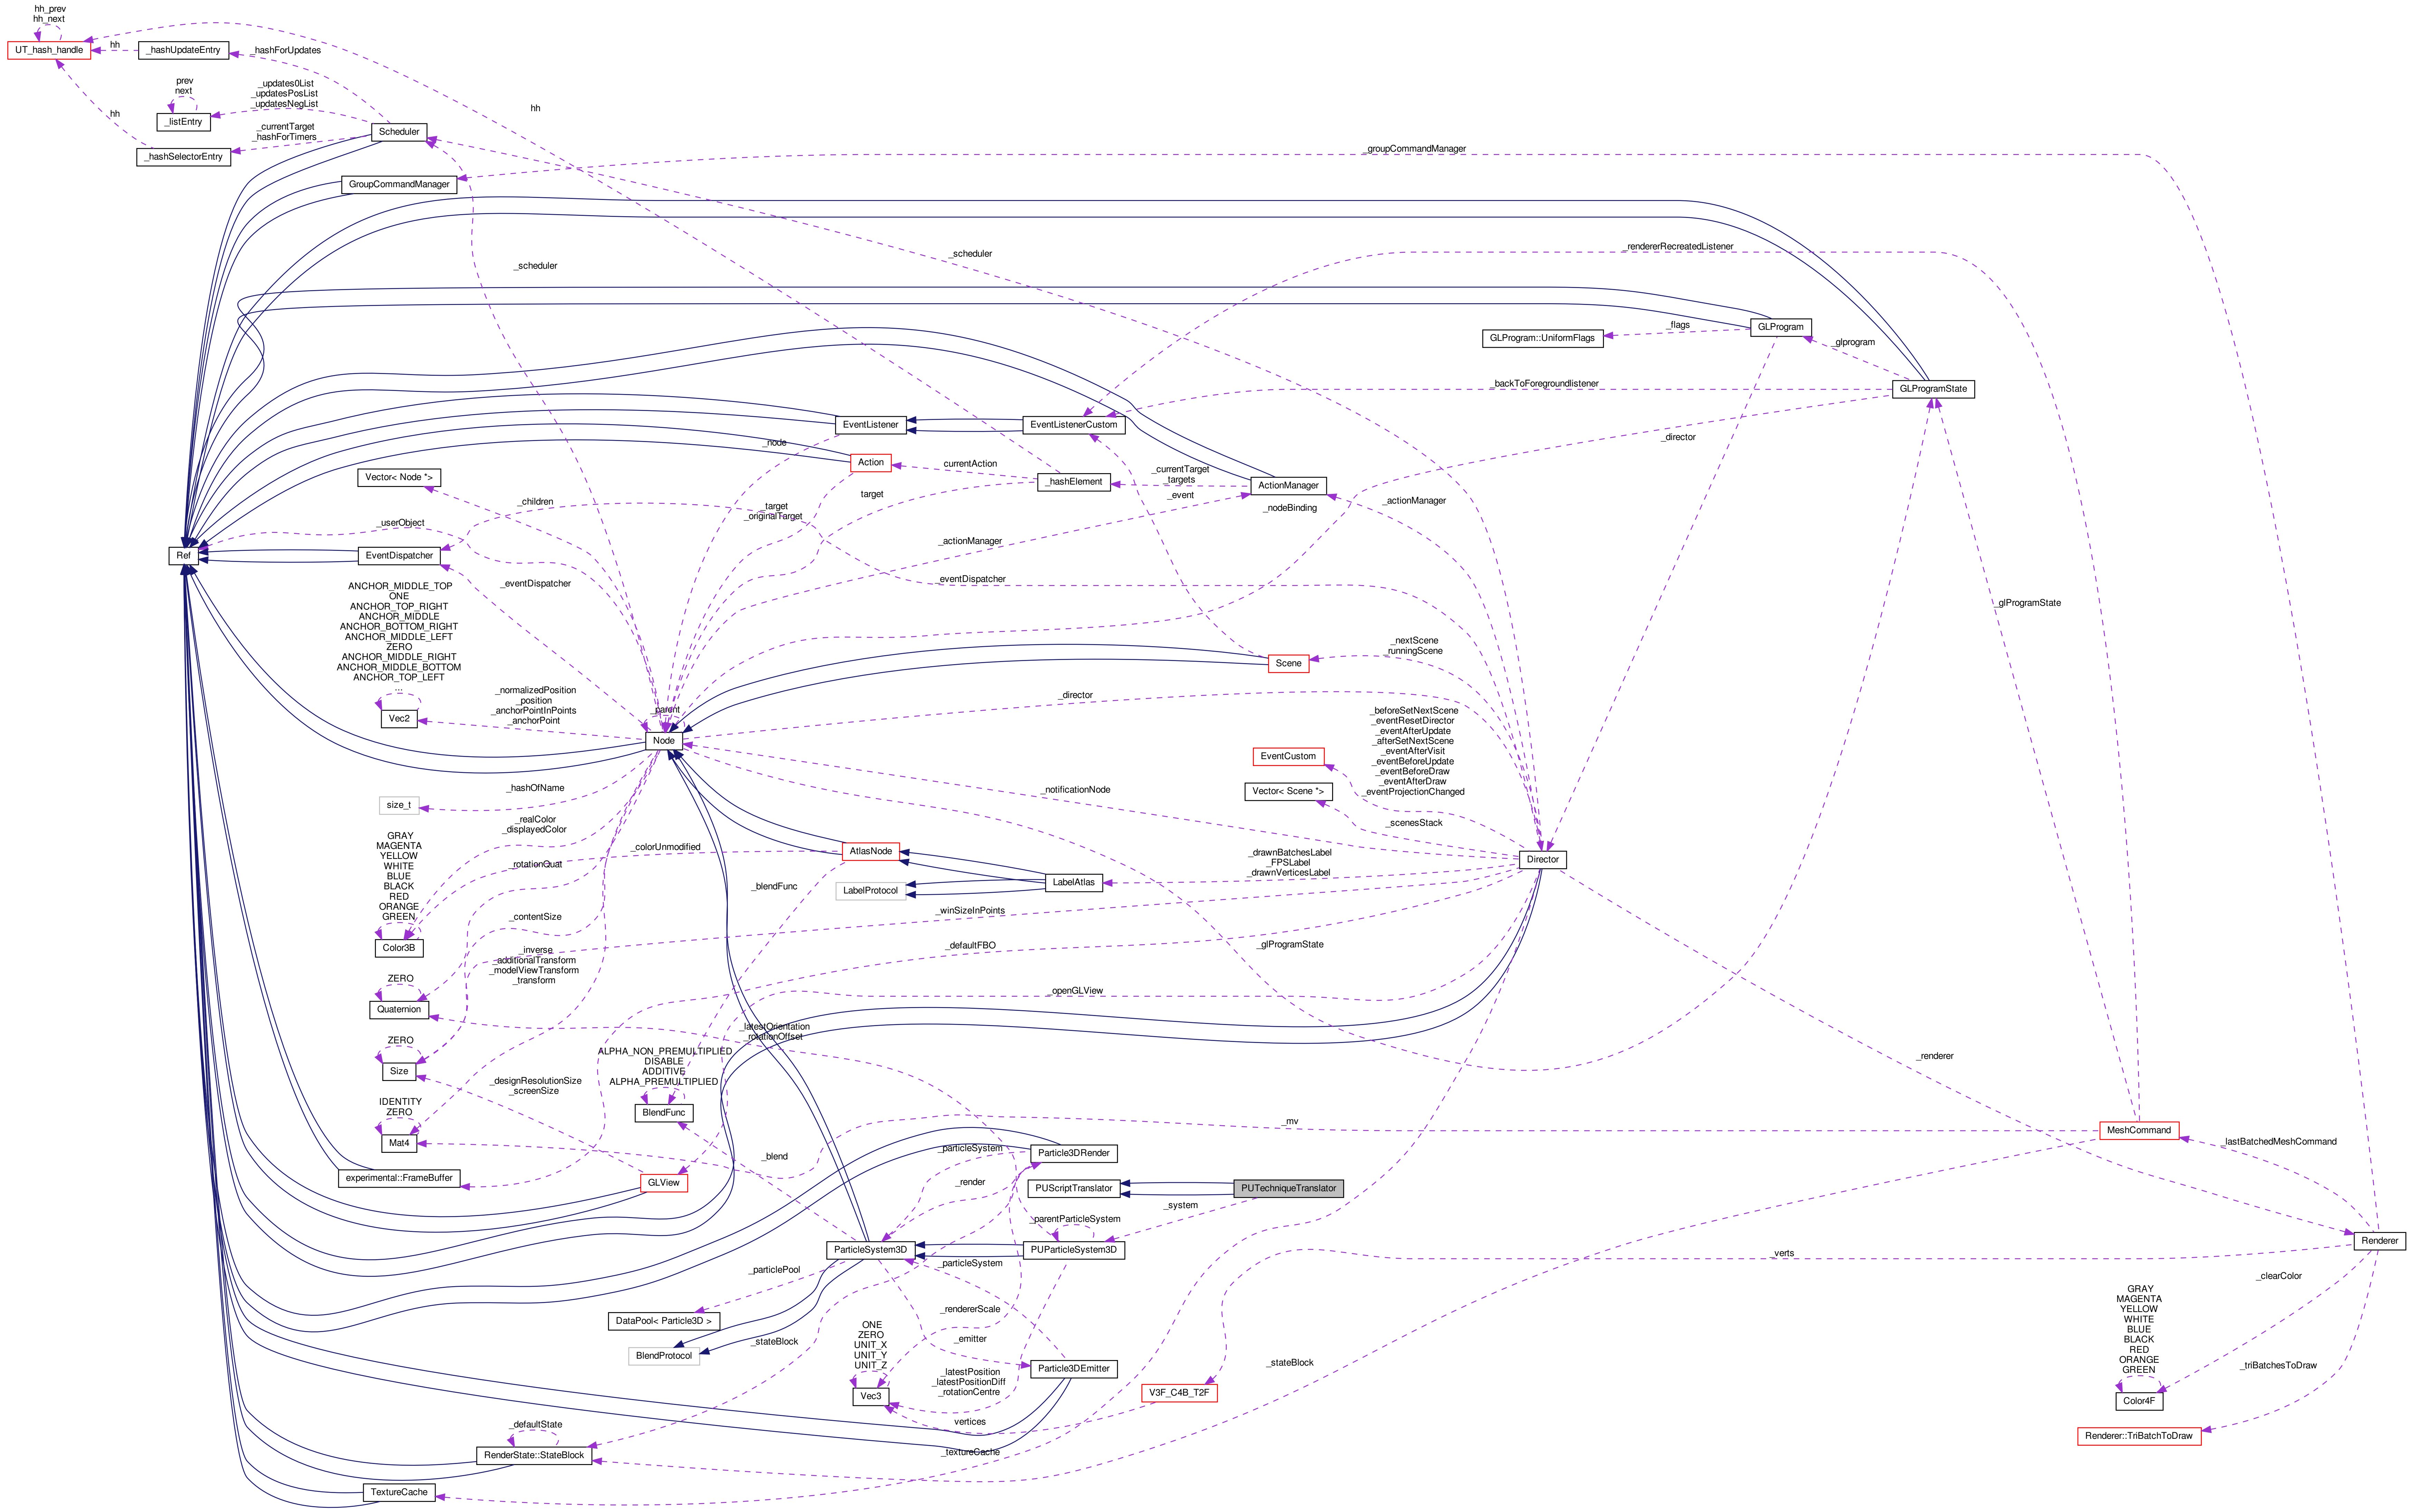 hh_prev
hh_next
UT_hash_handle
hh
_hashUpdateEntry
_hashForUpdates
prev
next
_listEntry
_updates0List
_updatesPosList
_updatesNegList
hh
_hashSelectorEntry
_currentTarget
_hashForTimers
Scheduler
hh
GroupCommandManager
_groupCommandManager
_scheduler
_scheduler
_rendererRecreatedListener
GLProgram::UniformFlags
_flags
GLProgram
_glprogram
GLProgramState
_backToForegroundlistener
EventListener
EventListenerCustom
_node
_director
Action
currentAction
Vector< Node *>
_hashElement
_currentTarget
_targets
ActionManager
_children
_target
_originalTarget
target
_event
_nodeBinding
_actionManager
_userObject
Ref
EventDispatcher
_actionManager
_eventDispatcher
_eventDispatcher
ANCHOR_MIDDLE_TOP
ONE
ANCHOR_TOP_RIGHT
ANCHOR_MIDDLE
ANCHOR_BOTTOM_RIGHT
ANCHOR_MIDDLE_LEFT
ZERO
ANCHOR_MIDDLE_RIGHT
ANCHOR_MIDDLE_BOTTOM
ANCHOR_TOP_LEFT
...
Vec2
_normalizedPosition
_position
_anchorPointInPoints
_anchorPoint
_parent
Node
_director
Scene
_nextScene
_runningScene
_glProgramState
EventCustom
_beforeSetNextScene
_eventResetDirector
_eventAfterUpdate
_afterSetNextScene
_eventAfterVisit
_eventBeforeUpdate
_eventBeforeDraw
_eventAfterDraw
_eventProjectionChanged
Vector< Scene *>
_scenesStack
_notificationNode
size_t
_hashOfName
_realColor
_displayedColor
GRAY
MAGENTA
YELLOW
WHITE
BLUE
BLACK
RED
ORANGE
GREEN
Color3B
_rotationQuat
_colorUnmodified
AtlasNode
LabelProtocol
LabelAtlas
_drawnBatchesLabel
_FPSLabel
_drawnVerticesLabel
Director
_blendFunc
_contentSize
_winSizeInPoints
_defaultFBO
_glProgramState
_inverse
_additionalTransform
_modelViewTransform
_transform
ZERO
Quaternion
_openGLView
_latestOrientation
_rotationOffset
ZERO
Size
ALPHA_NON_PREMULTIPLIED
DISABLE
ADDITIVE
ALPHA_PREMULTIPLIED
BlendFunc
_designResolutionSize
_screenSize
_renderer
IDENTITY
ZERO
Mat4
_mv
MeshCommand
_lastBatchedMeshCommand
experimental::FrameBuffer
GLView
_blend
_particleSystem
Particle3DRender
_render
PUScriptTranslator
PUTechniqueTranslator
_system
_parentParticleSystem
ParticleSystem3D
PUParticleSystem3D
_verts
Renderer
_particlePool
_particleSystem
_clearColor
DataPool< Particle3D >
_rendererScale
GRAY
MAGENTA
YELLOW
WHITE
BLUE
BLACK
RED
ORANGE
GREEN
Color4F
_stateBlock
BlendProtocol
ONE
ZERO
UNIT_X
UNIT_Y
UNIT_Z
Vec3
_emitter
Particle3DEmitter
_latestPosition
_latestPositionDiff
_rotationCentre
V3F_C4B_T2F
_stateBlock
_triBatchesToDraw
vertices
_defaultState
RenderState::StateBlock
_textureCache
Renderer::TriBatchToDraw
TextureCache